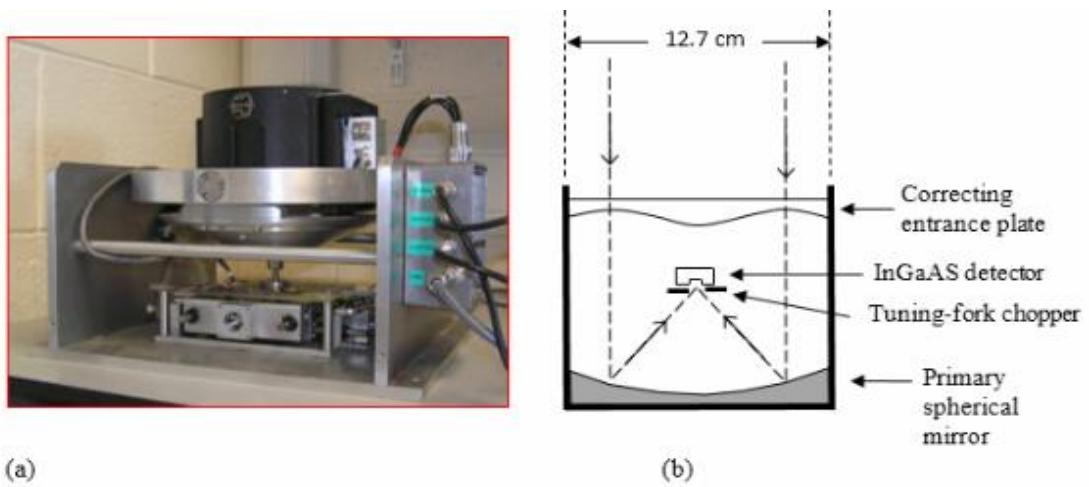 12.7 cm
Correcting
entrance plate
InGaAS detector
Tuning-fork chopper
Primary
spherical
mirror
(a)
(b)